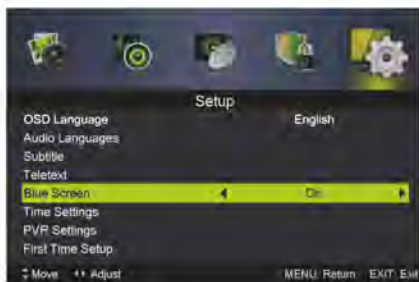 Setup
OSD Language English
Audio Languages
Subtitle
Teletext
Blue Screen On
Time Settings
PVR Settings
First Time Setup
Move Adjust MENU Return EXIT Exit